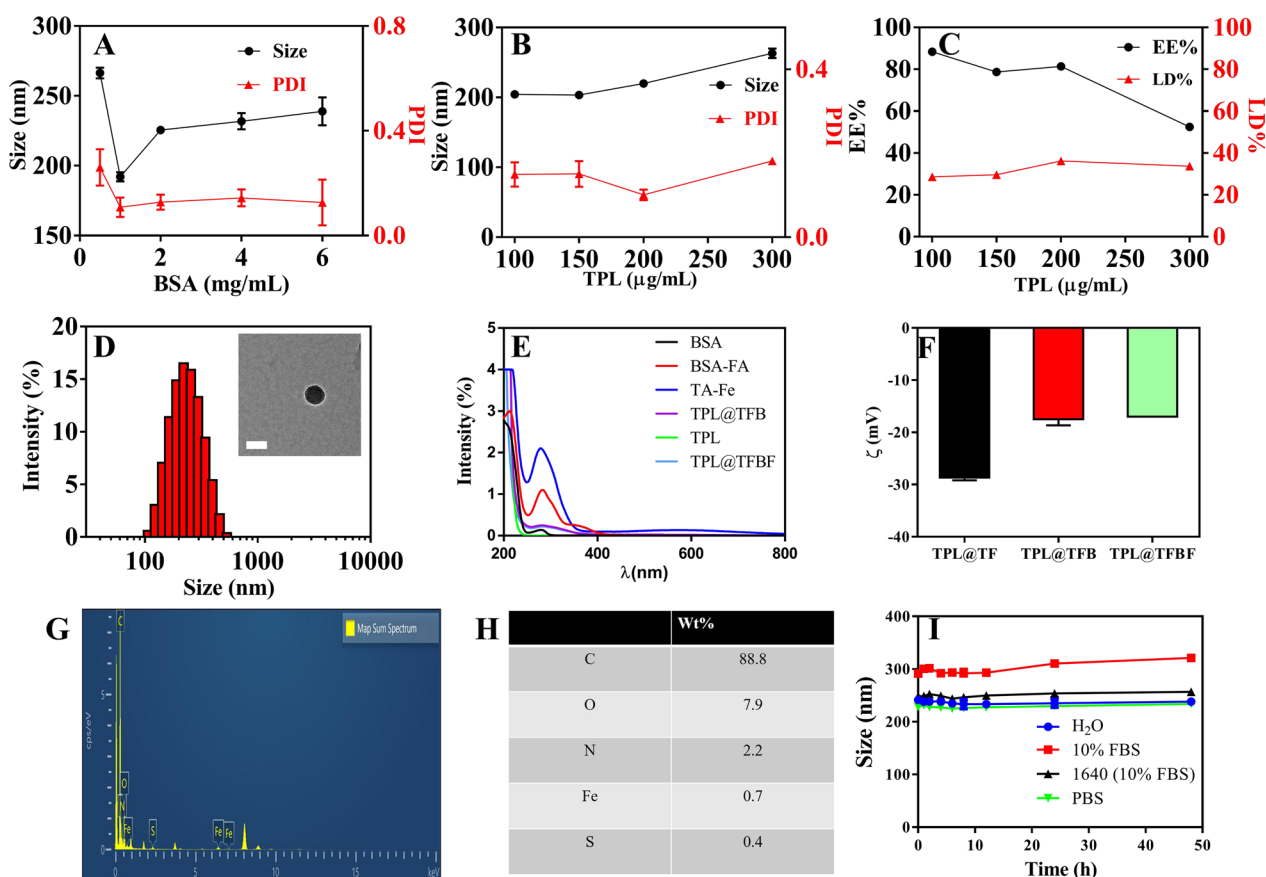 A
Size
PDI
300
250
200
150
Size (nm)
0.8
0.4
0.0
PDI
0
2
4
6
BSA (mg/mL)
B
Size
PDI
300
200
100
0
Size (nm)
0.4
0.0
PDI
100
150
200
250
300
TPL (μg/mL)
C
EE%
LD%
100
80
60
40
20
0
EE%
100
80
60
40
20
0
LD%
100
150
200
250
300
TPL (μg/mL)
D
20
15
10
5
0
Intensity (%)
100
1000
10000
Size (nm)
E
BSA
BSA-FA
TA-Fe
TPL@TFB
TPL
TPL@TFBF
5
4
3
2
1
0
Intensity (%)
200
400
600
800
λ(nm)
F
0
-10
-20
-30
-40
ζ (mV)
TPL@TF
TPL@TFB
TPL@TFBF
G
Map Sum Spectrum
cps/eV
5
0
C
O
N
Fe
S
Fe
Fe
0
5
10
15
keV
H
Wt%
C 88.8
O 7.9
N 2.2
Fe 0.7
S 0.4
I
400
300
200
100
0
Size (nm)
H₂O
10% FBS
1640 (10% FBS)
PBS
0
10
20
30
40
50
Time (h)